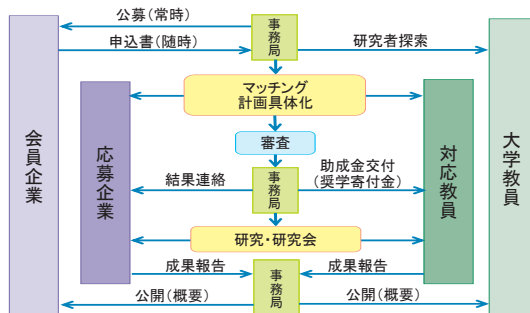 公募(常時)
申込書(随時)
事務局
研究者探索
マッチング
計画具体化
審査
会員企業
応募企業
対応教員
大学教員
結果連絡
事務局
助成金交付
(奨学寄付金)
研究・研究会
成果報告
事務局
成果報告
公開(概要)
公開(概要)